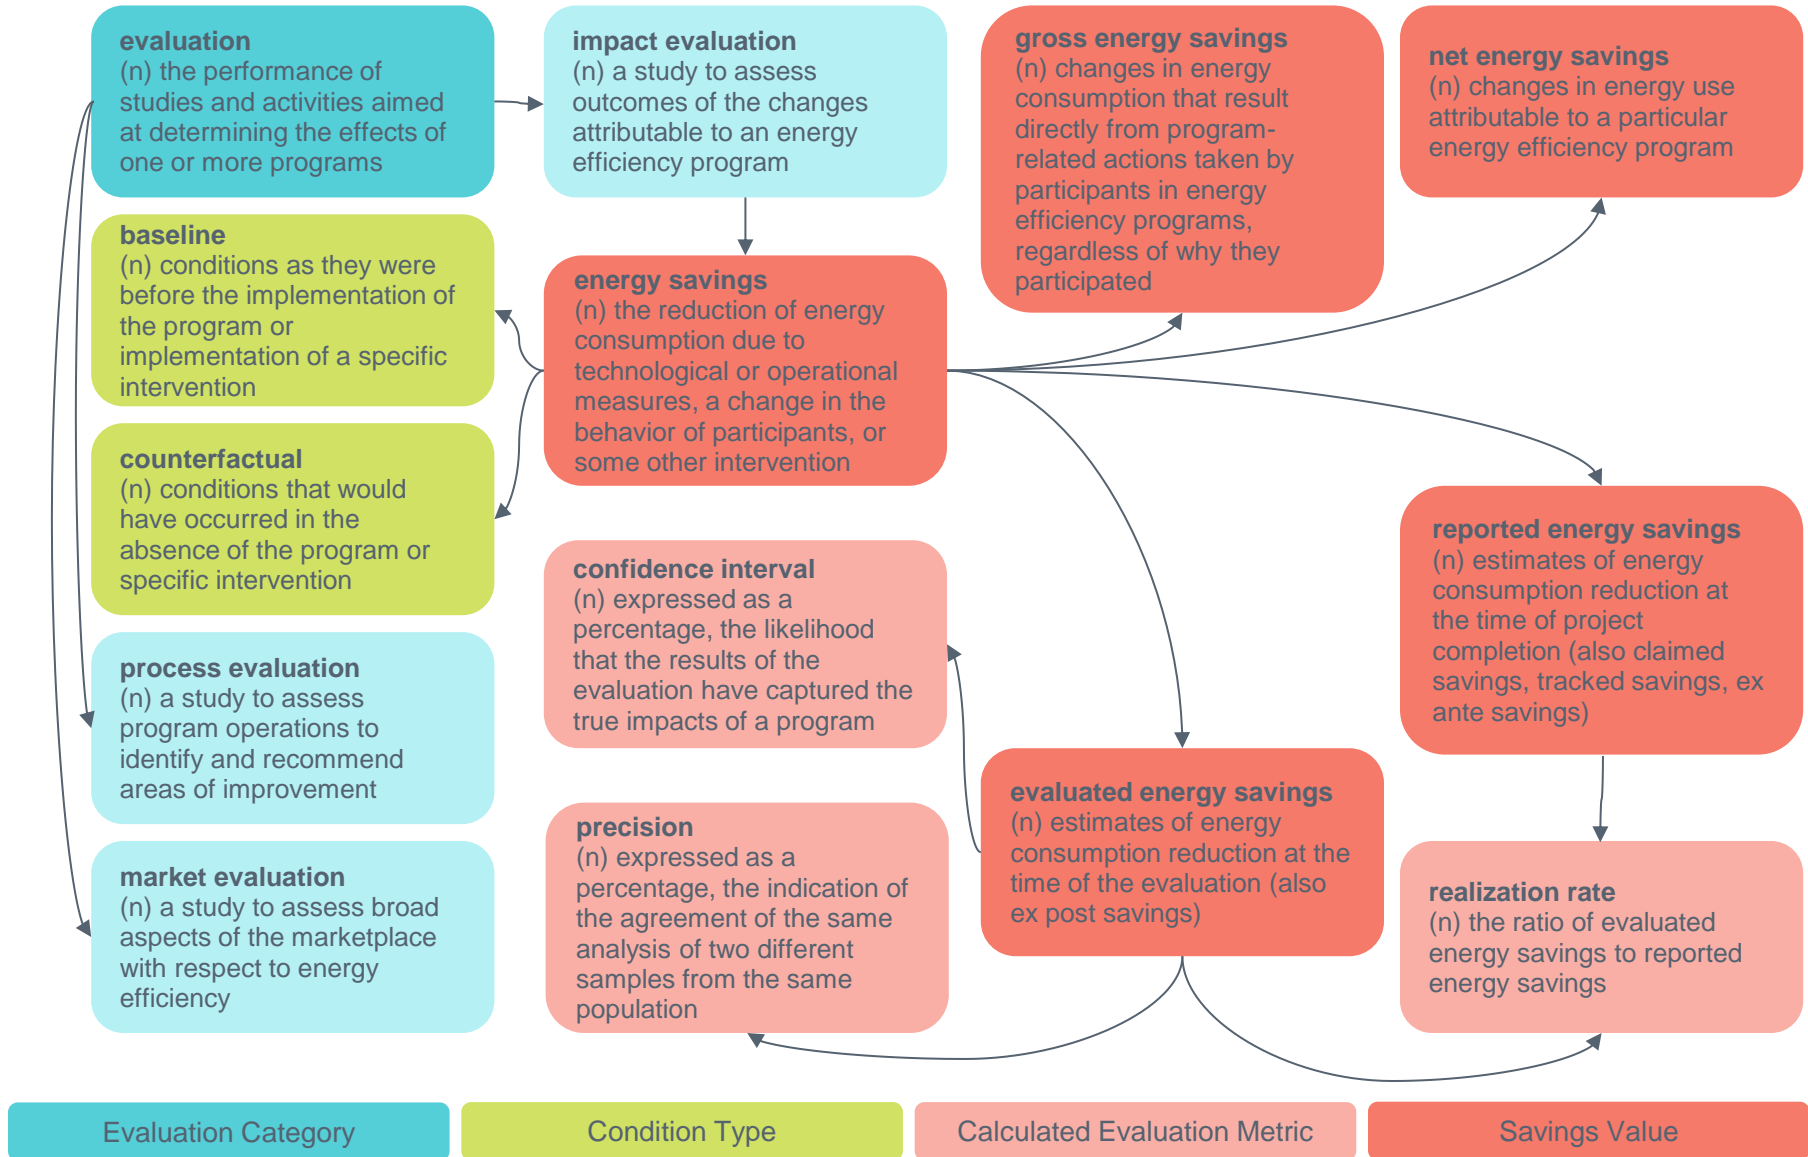 evaluation
(n) the performance of
studies and activities aimed
at determining the effects of
one or more programs
impact evaluation
(n) a study to assess
outcomes of the changes
attributable to an energy
efficiency program
gross energy savings
(n) changes in energy
consumption that result
directly from program-
related actions taken by
participants in energy
efficiency programs,
regardless of why they
participated
net energy savings
(n) changes in energy use
attributable to a particular
energy efficiency program
baseline
(n) conditions as they were
before the implementation of
the program or
implementation of a specific
intervention
energy savings
(n) the reduction of energy
consumption due to
technological or operational
measures, a change in the
behavior of participants, or
some other intervention
counterfactual
(n) conditions that would
have occurred in the
absence of the program or
specific intervention
confidence interval
(n) expressed as a
percentage, the likelihood
that the results of the
evaluation have captured the
true impacts of a program
reported energy savings
(n) estimates of energy
consumption reduction at
the time of project
completion (also claimed
savings, tracked savings, ex
ante savings)
process evaluation
(n) a study to assess
program operations to
identify and recommend
areas of improvement
evaluated energy savings
(n) estimates of energy
consumption reduction at the
time of the evaluation (also
ex post savings)
precision
(n) expressed as a
percentage, the indication of
the agreement of the same
analysis of two different
samples from the same
population
market evaluation
(n) a study to assess broad
aspects of the marketplace
with respect to energy
efficiency
realization rate
(n) the ratio of evaluated
energy savings to reported
energy savings
Evaluation Category
Condition Type
Calculated Evaluation Metric
Savings Value